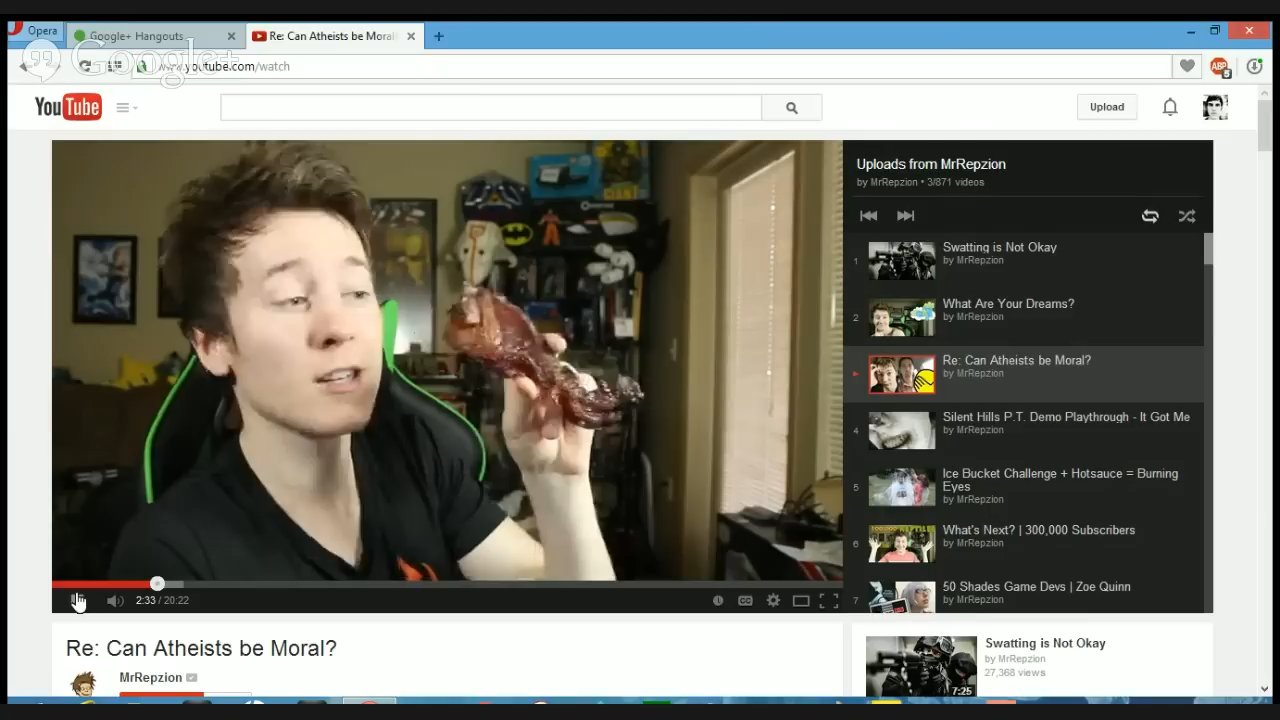 Opera
Google+ Hangouts
Re: Can Atheists be Moral
Google+
www.youtube.com/watch
ABP
5
YouTube
Upload
Uploads from MrRepzion
by MrRepzion • 3/871 videos
1
Swatting is Not Okay
by MrRepzion
2
What Are Your Dreams?
by MrRepzion
Re: Can Atheists be Moral?
by MrRepzion
4
Silent Hills P.T. Demo Playthrough - It Got Me
by MrRepzion
5
Ice Bucket Challenge + Hotsauce = Burning
Eyes
by MrRepzion
6
What's Next? | 300,000 Subscribers
by MrRepzion
7
50 Shades Game Devs | Zoe Quinn
by MrRepzion
2:33 / 20:22
CC
Re: Can Atheists be Moral?
MrRepzion
Swatting is Not Okay
by MrRepzion
27,368 views
7:25